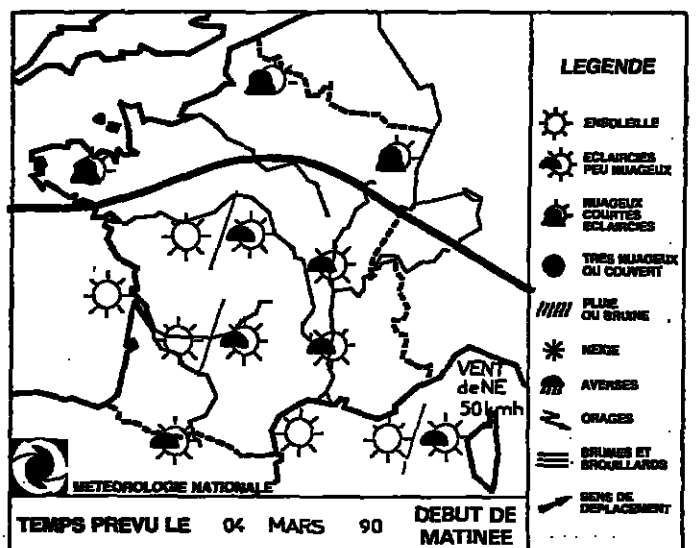 LEGENDE
ENSOLEILLE
ECLAIRCIES
PEU NUAGEUX
NUAGEUX
COURTES
ECLAIRCIES
TRES NUAGEUX
OU COUVERT
PLUIE
OU BRUINE
NEIGE
AVERSES
ORAGES
BRUMES ET
BROUILLARDS
SENS DE
DEPLACEMENT
VENT
de NE
50 kmh
METEOROLOGIE NATIONALE
TEMPS PREVU LE 04 MARS 90 DEBUT DE
MATINEE